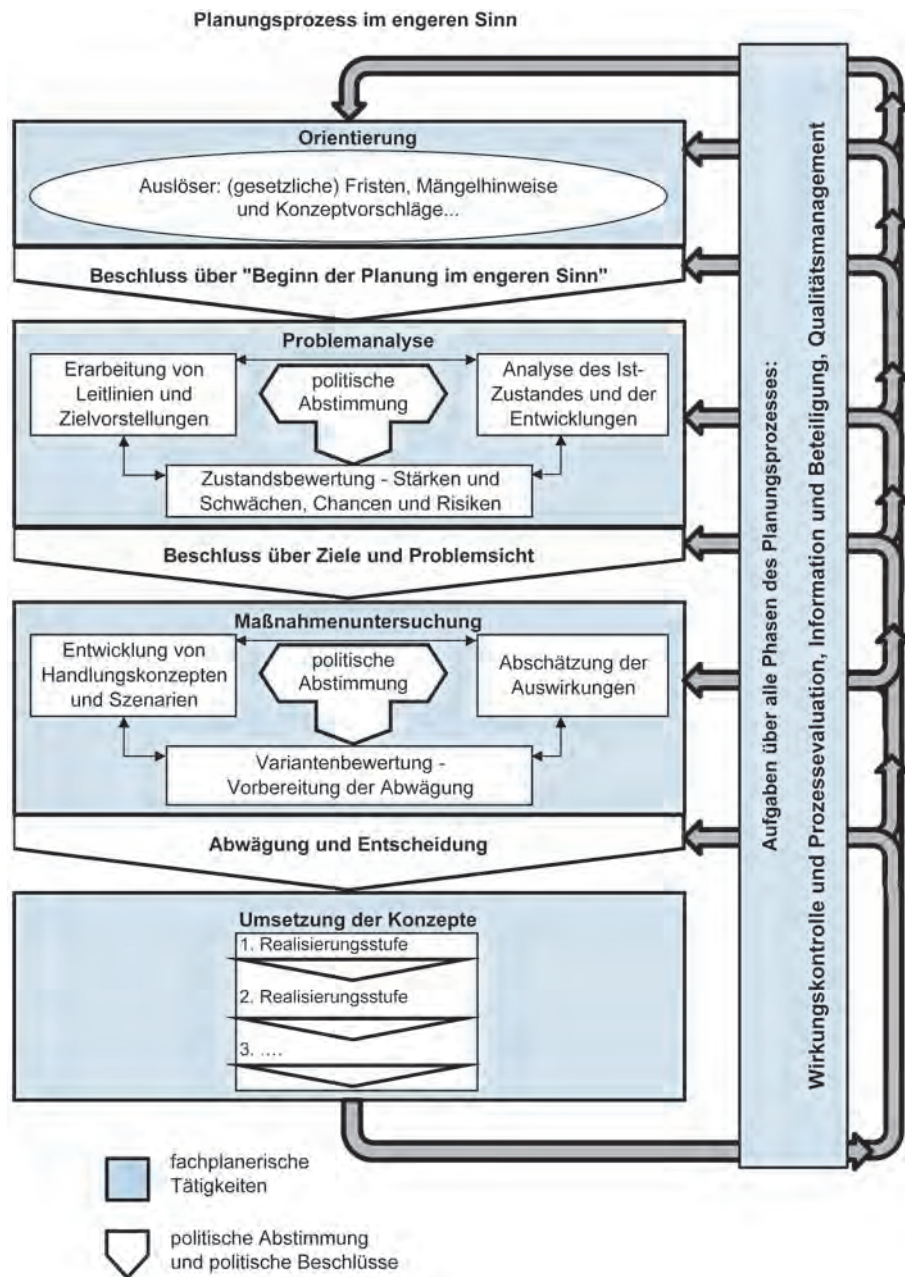 Planungsprozess im engeren Sinn
Orientierung
Auslöser: (gesetzliche) Fristen, Mängelhinweise
und Konzeptvorschläge...
Beschluss über "Beginn der Planung im engeren Sinn"
Problemanalyse
Erarbeitung von
Leitlinien und
Zielvorstellungen
politische
Abstimmung
Analyse des Ist-
Zustandes und der
Entwicklungen
Zustandsbewertung - Stärken und
Schwächen, Chancen und Risiken
Beschluss über Ziele und Problemsicht
Maßnahmenuntersuchung
Entwicklung von
Handlungskonzepten
und Szenarien
politische
Abstimmung
Abschätzung der
Auswirkungen
Variantenbewertung -
Vorbereitung der Abwägung
Abwägung und Entscheidung
Umsetzung der Konzepte
1. Realisierungsstufe
2. Realisierungsstufe
3. ....
Aufgaben über alle Phasen des Planungsprozesses:
Wirkungskontrolle und Prozessevaluation, Information und Beteiligung, Qualitätsmanagement
fachplanerische
Tätigkeiten
politische Abstimmung
und politische Beschlüsse